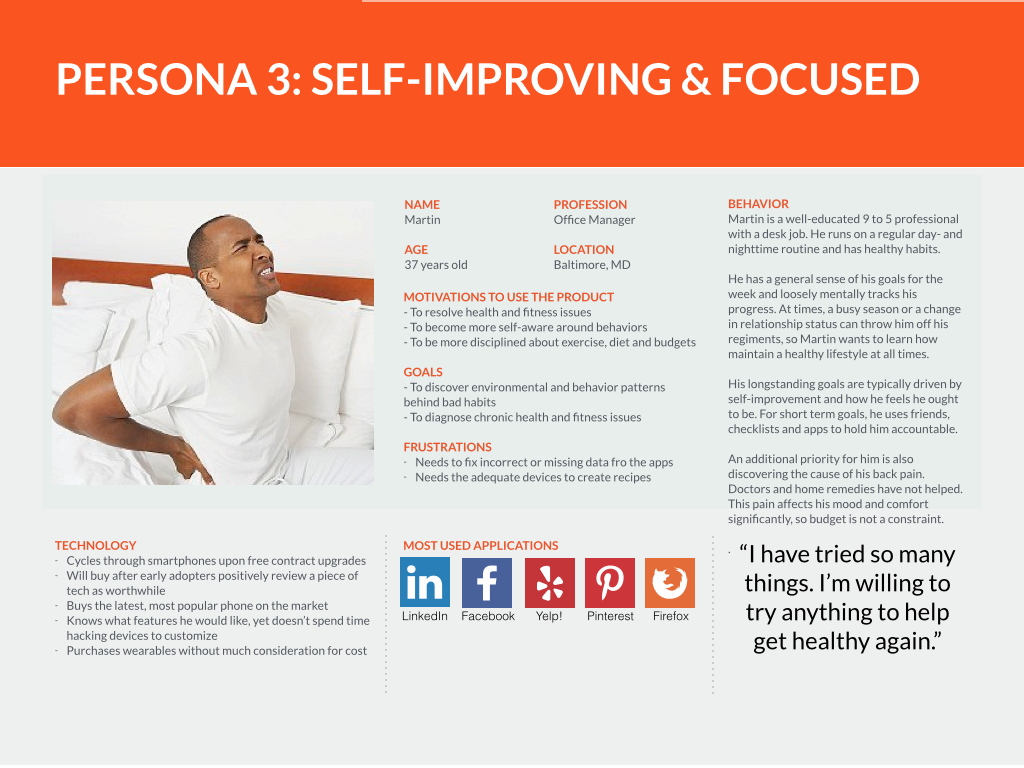 PERSONA 3: SELF-IMPROVING & FOCUSED
NAME
Martin
PROFESSION
Office Manager
AGE
37 years old
LOCATION
Baltimore, MD
MOTIVATIONS TO USE THE PRODUCT
- To resolve health and fitness issues
- To become more self-aware around behaviors
- To be more disciplined about exercise, diet and budgets
GOALS
- To discover environmental and behavior patterns
behind bad habits
- To diagnose chronic health and fitness issues
FRUSTRATIONS
- Needs to fix incorrect or missing data fro the apps
- Needs the adequate devices to create recipes
BEHAVIOR
Martin is a well-educated 9 to 5 professional
with a desk job. He runs on a regular day- and
nighttime routine and has healthy habits.
He has a general sense of his goals for the
week and loosely mentally tracks his
progress. At times, a busy season or a change
in relationship status can throw him off his
regiments, so Martin wants to learn how
maintain a healthy lifestyle at all times.
His longstanding goals are typically driven by
self-improvement and how he feels he ought
to be. For short term goals, he uses friends,
checklists and apps to hold him accountable.
An additional priority for him is also
discovering the cause of his back pain.
Doctors and home remedies have not helped.
This pain affects his mood and comfort
significantly, so budget is not a constraint.
TECHNOLOGY
- Cycles through smartphones upon free contract upgrades
- Will buy after early adopters positively review a piece of
tech as worthwhile
- Buys the latest, most popular phone on the market
- Knows what features he would like, yet doesn't spend time
hacking devices to customize
- Purchases wearables without much consideration for cost
MOST USED APPLICATIONS
LinkedIn Facebook Yelp! Pinterest Firefox
- “I have tried so many
things. I’m willing to
try anything to help
get healthy again.”